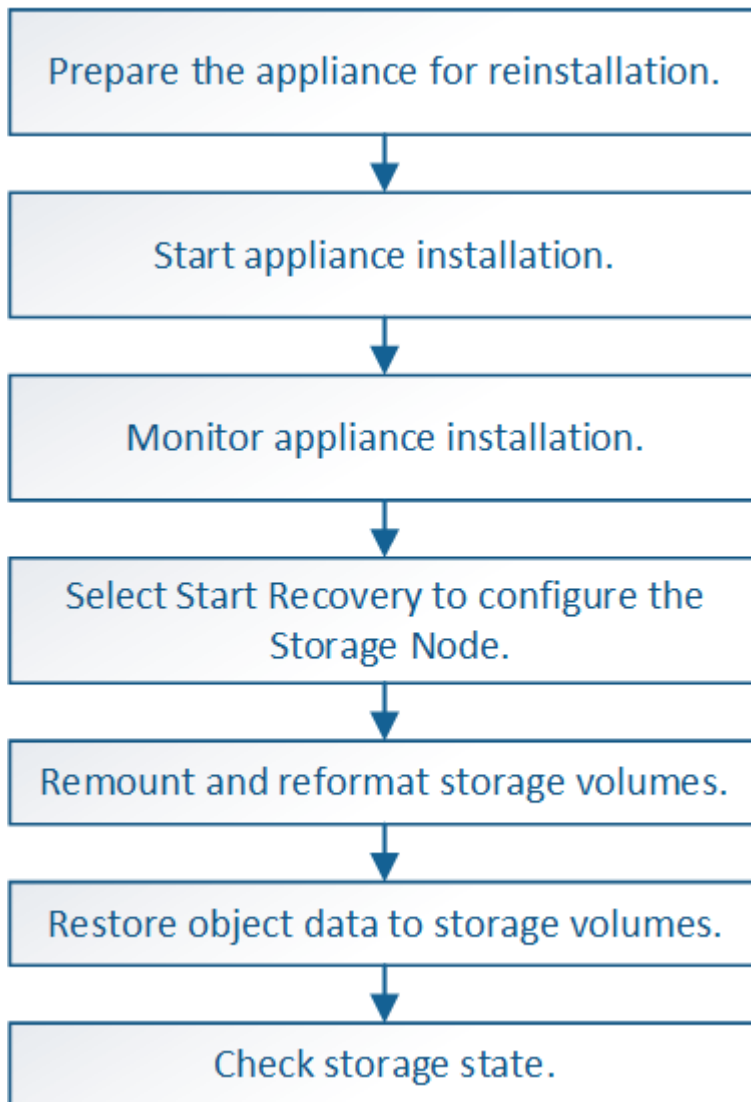 Prepare the appliance for reinstallation.
Start appliance installation.
Monitor appliance installation.
Select Start Recovery to configure the
Storage Node.
Remount and reformat storage volumes.
Restore object data to storage volumes.
Check storage state.